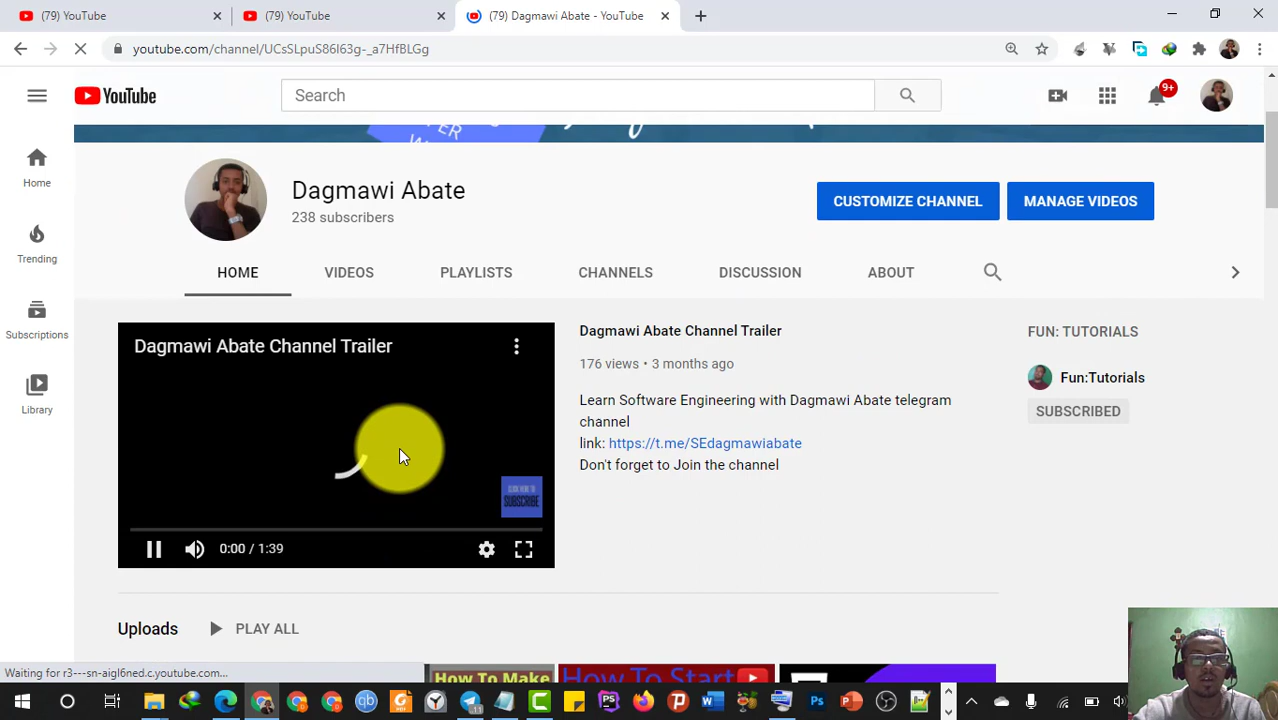 (79) YouTube
(79) YouTube
(79) Dagmawi Abate - YouTube
youtube.com/channel/UCsSLpuS86I63g-_a7HfBLGg
YouTube
Search
9+
Home
Trending
Subscriptions
Library
Dagmawi Abate
238 subscribers
CUSTOMIZE CHANNEL
MANAGE VIDEOS
HOME
VIDEOS
PLAYLISTS
CHANNELS
DISCUSSION
ABOUT
Dagmawi Abate Channel Trailer
CLICK HERE TO
SUBSCRIBE
0:00 / 1:39
Dagmawi Abate Channel Trailer
176 views • 3 months ago
Learn Software Engineering with Dagmawi Abate telegram
channel
link: https://t.me/SEdagmawiabate
Don't forget to Join the channel
FUN: TUTORIALS
Fun:Tutorials
SUBSCRIBED
Uploads
PLAY ALL
How To Make
How To Start
Waiting for r3---sn-aigl6ned.c.youtube.com...